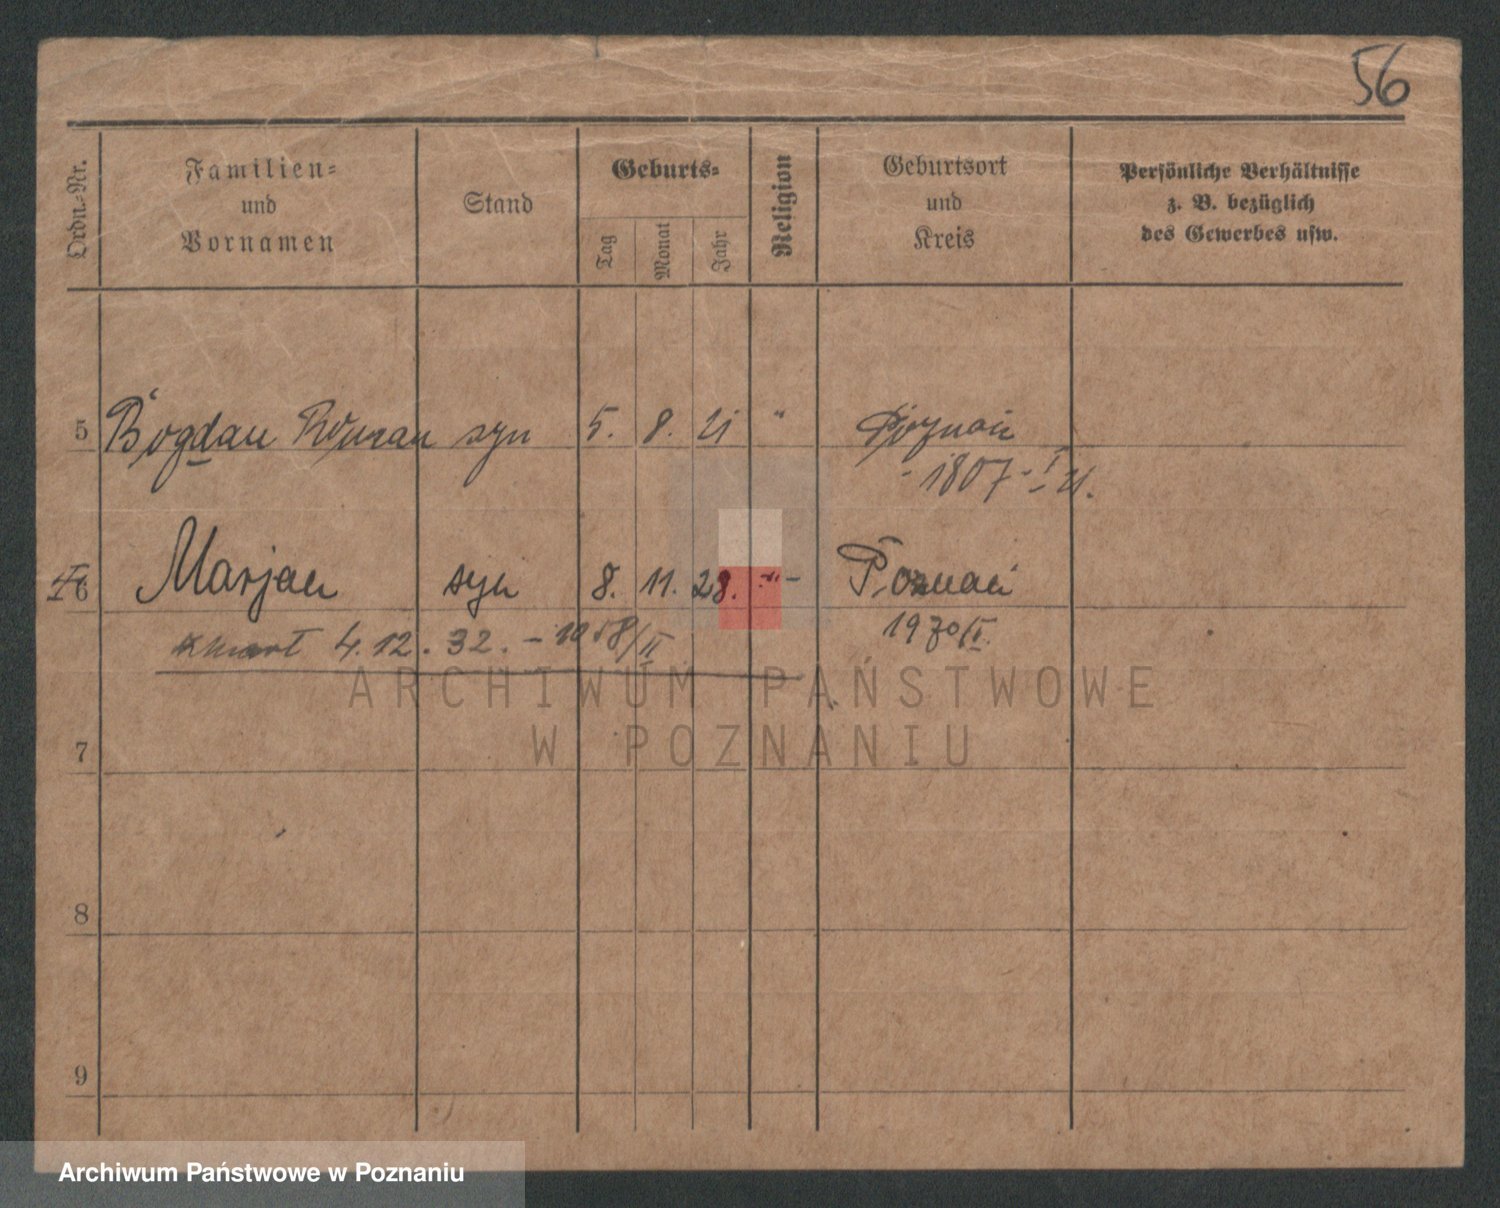 56
Ordn.-Nr.
Familien-
und
Vornamen
Stand
Geburts-
Tag
Monat
Jahr
Religion
Geburtsort
und
Kreis
Persönliche Verhältnisse
z. B. bezüglich
des Gewerbes usw.
5 Bogdan Roman syn 5. 8. 21 " Poznań
- 1807 - I 21.
6 Marjan syn 8. 11. 28. -"- Poznań
zmarł 4.12.32. - 1058/II 1970/I.
7
8
9
ARCHIWUM PAŃSTWOWE
W POZNANIU
Archiwum Państwowe w Poznaniu